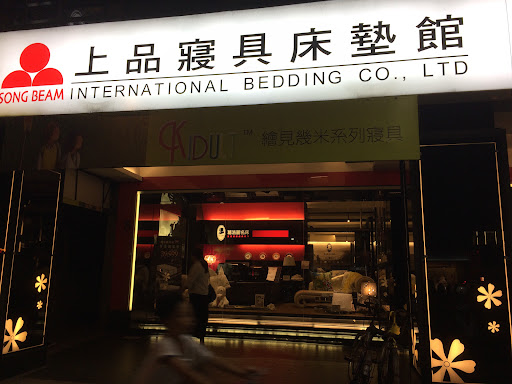 上品寢具床墊館
SONG BEAM
INTERNATIONAL BEDDING CO., LTD
KIDUIT 繪見幾米系列寢具